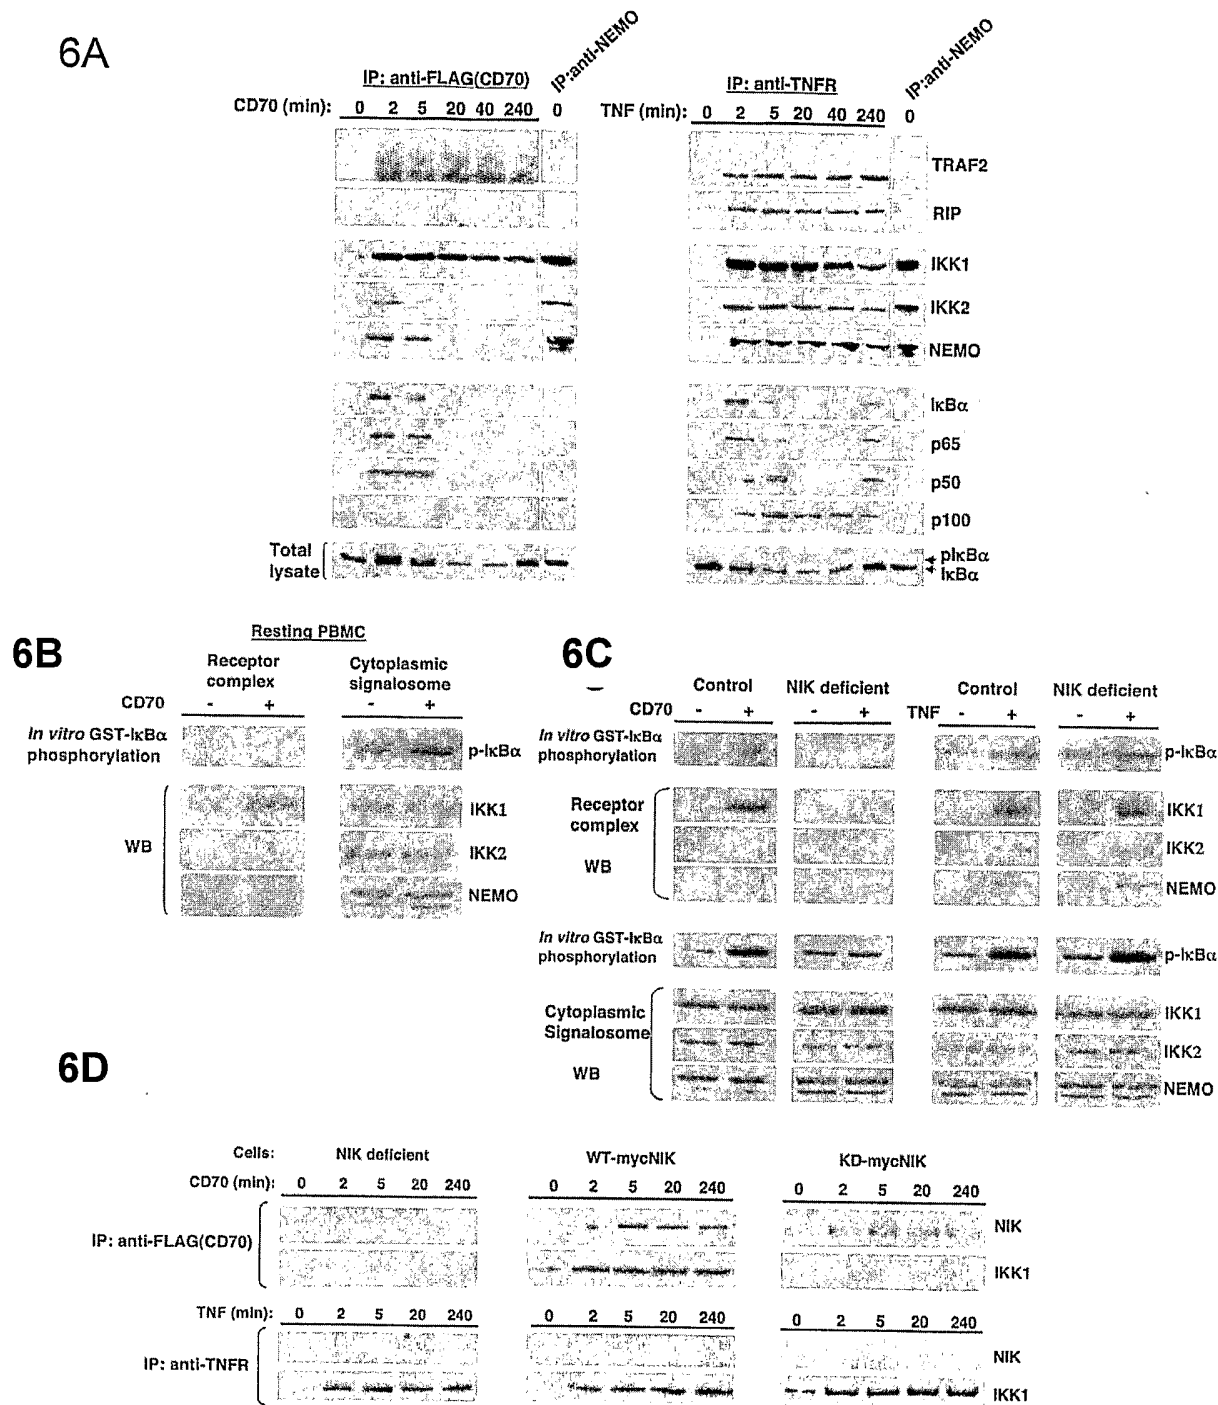 6A
IP: anti-FLAG(CD70)
IP:anti-NEMO
IP: anti-TNFR
IP:anti-NEMO
CD70 (min): 0 2 5 20 40 240 0
TNF (min): 0 2 5 20 40 240 0
TRAF2
RIP
IKK1
IKK2
NEMO
IκBα
p65
p50
p100
Total lysate
pIκBα
IκBα
6B
Resting PBMC
Receptor complex
Cytoplasmic signalosome
CD70 - + - +
In vitro GST-IκBα phosphorylation
p-IκBα
WB
IKK1
IKK2
NEMO
6C
Control NIK deficient Control NIK deficient
CD70 - + - + TNF - + - +
In vitro GST-IκBα phosphorylation
p-IκBα
Receptor complex
WB
IKK1
IKK2
NEMO
In vitro GST-IκBα phosphorylation
p-IκBα
Cytoplasmic Signalosome
WB
IKK1
IKK2
NEMO
6D
Cells: NIK deficient WT-mycNIK KD-mycNIK
CD70 (min): 0 2 5 20 240 0 2 5 20 240 0 2 5 20 240
IP: anti-FLAG(CD70)
NIK
IKK1
TNF (min): 0 2 5 20 240 0 2 5 20 240 0 2 5 20 240
IP: anti-TNFR
NIK
IKK1